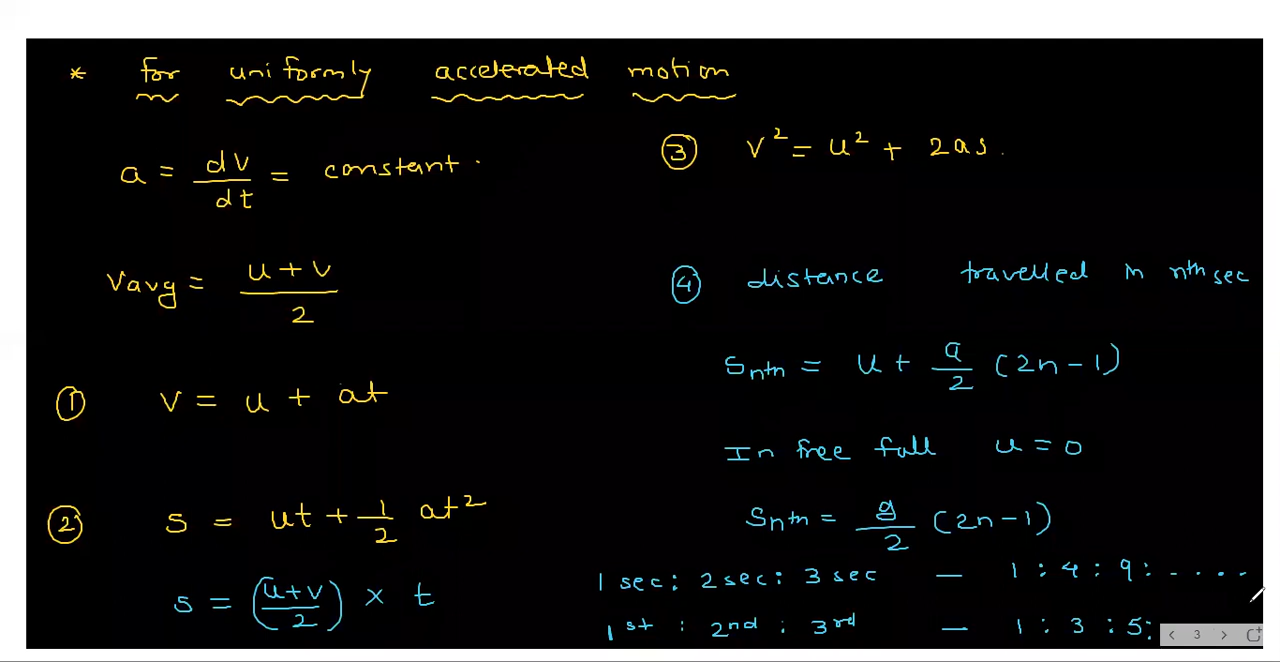 * for uniformly accelerated motion
a = dv/dt = constant.
Vavg = (u + v)/2
① v = u + at
② s = ut + 1/2 at²
s = ((u+v)/2) × t
③ v² = u² + 2as.
④ distance travelled in nth sec
Snth = u + a/2 (2n - 1)
In free fall u = 0
Snth = g/2 (2n - 1)
1 sec : 2 sec : 3 sec — 1 : 4 : 9 : .....
1st : 2nd : 3rd — 1 : 3 : 5 :
< 3 >